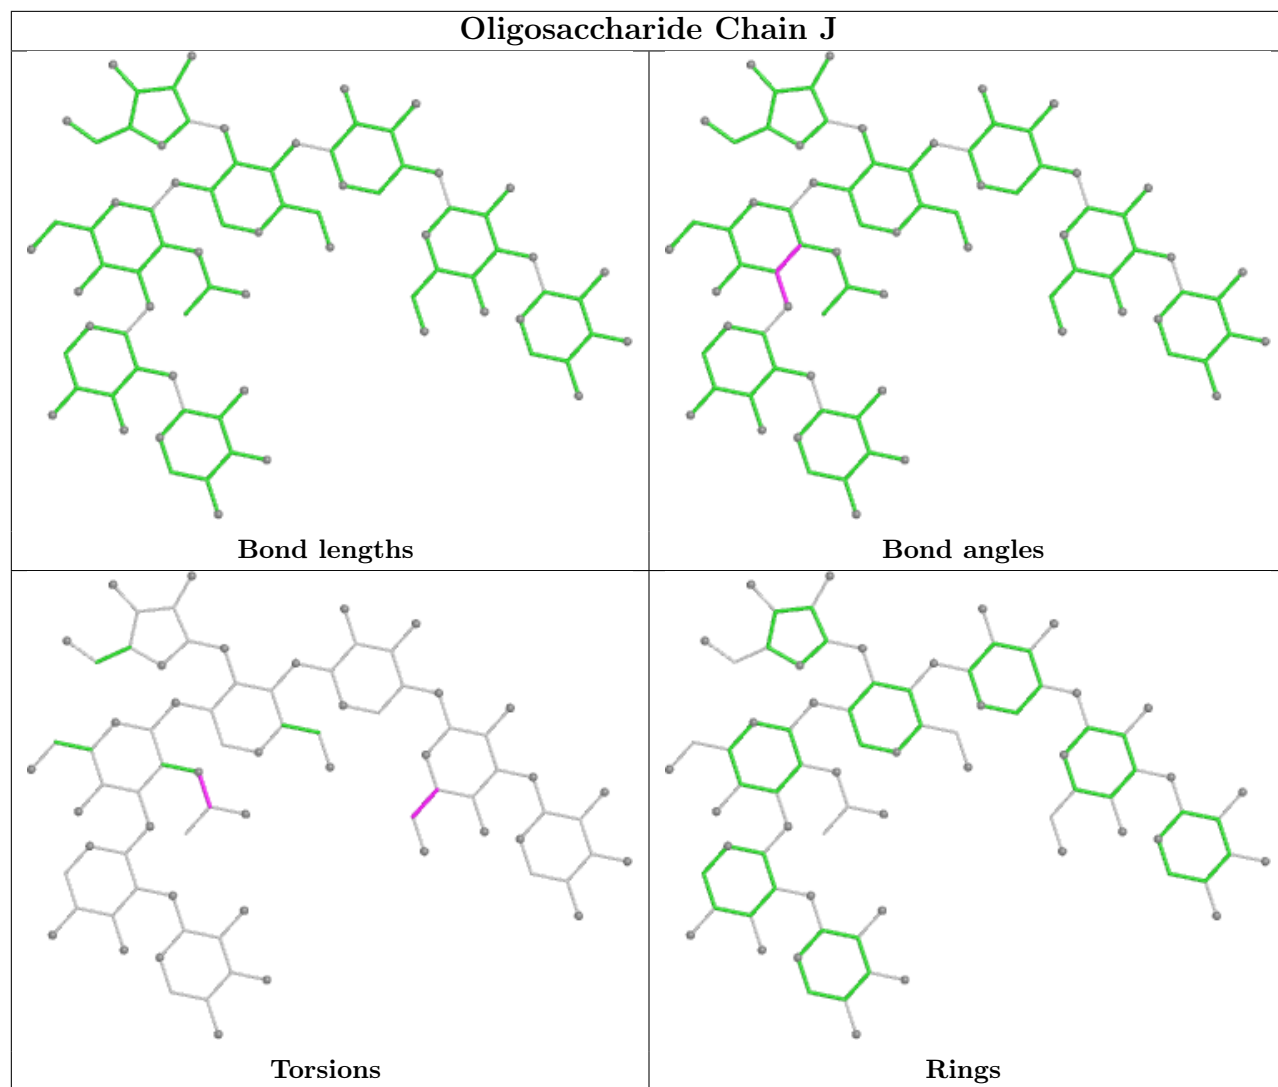 Oligosaccharide Chain J
Bond lengths
Bond angles
Torsions
Rings